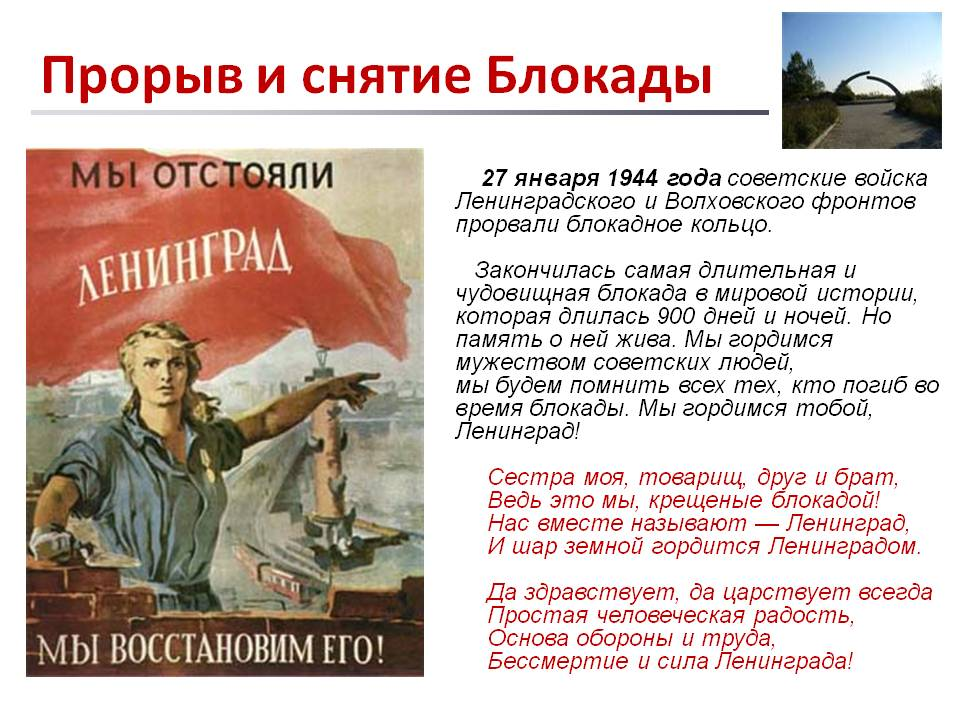 Прорыв и снятие Блокады
МЫ ОТСТОЯЛИ
ЛЕНИНГРАД
МЫ ВОССТАНОВИМ ЕГО!
27 января 1944 года советские войска
Ленинградского и Волховского фронтов
прорвали блокадное кольцо.
Закончилась самая длительная и
чудовищная блокада в мировой истории,
которая длилась 900 дней и ночей. Но
память о ней жива. Мы гордимся
мужеством советских людей,
мы будем помнить всех тех, кто погиб во
время блокады. Мы гордимся тобой,
Ленинград!
Сестра моя, товарищ, друг и брат,
Ведь это мы, крещеные блокадой!
Нас вместе называют — Ленинград,
И шар земной гордится Ленинградом.
Да здравствует, да царствует всегда
Простая человеческая радость,
Основа обороны и труда,
Бессмертие и сила Ленинграда!